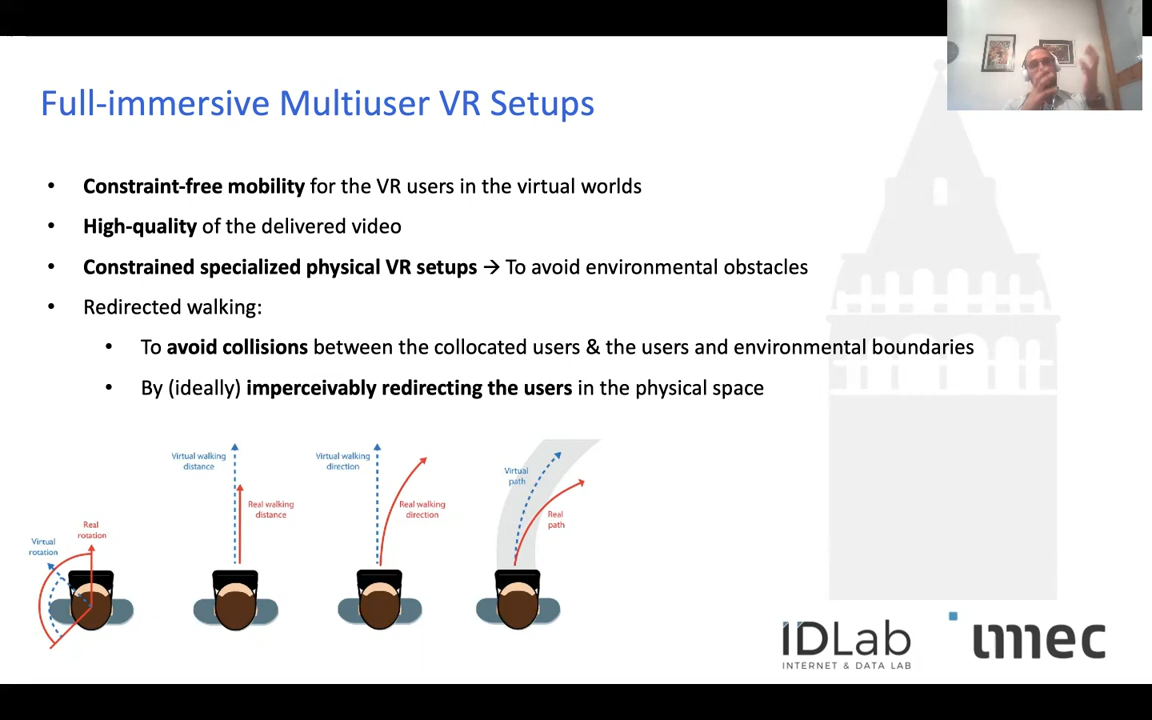 Full-immersive Multiuser VR Setups
• Constraint-free mobility for the VR users in the virtual worlds
• High-quality of the delivered video
• Constrained specialized physical VR setups → To avoid environmental obstacles
• Redirected walking:
• To avoid collisions between the collocated users & the users and environmental boundaries
• By (ideally) imperceivably redirecting the users in the physical space
Virtual
rotation
Real
rotation
Virtual walking
distance
Real walking
distance
Virtual walking
direction
Real walking
direction
Virtual
path
Real
path
IDLab
INTERNET & DATA LAB
imec